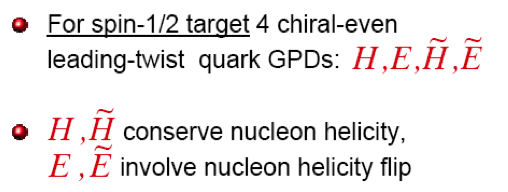 For spin-1/2 target 4 chiral-even
leading-twist quark GPDs: H,E,H̃,Ẽ
H ,H̃ conserve nucleon helicity,
E ,Ẽ involve nucleon helicity flip